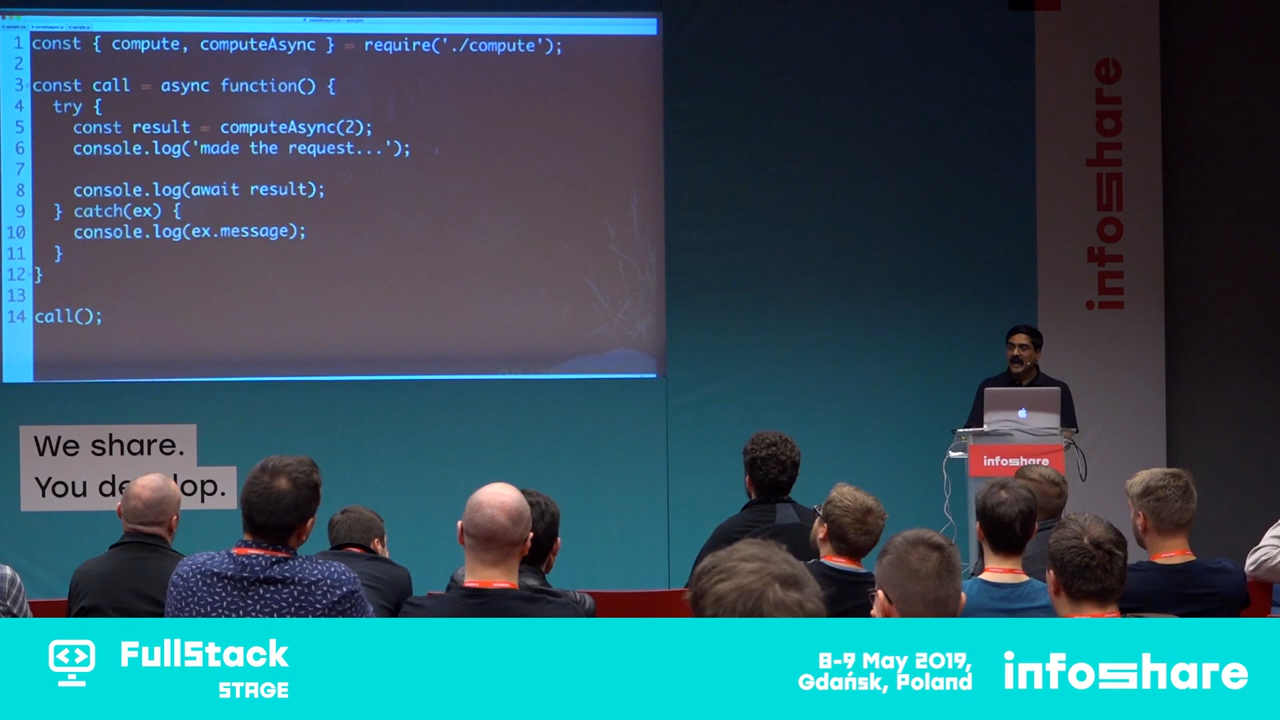 1 const { compute, computeAsync } = require('./compute');
2
3 const call = async function() {
4 try {
5 const result = computeAsync(2);
6 console.log('made the request...');
7
8 console.log(await result);
9 } catch(ex) {
10 console.log(ex.message);
11 }
12 }
13
14 call();
infoshare
We share.
You develop.
infoshare
FullStack
STAGE
8-9 May 2019,
Gdańsk, Poland
infoshare